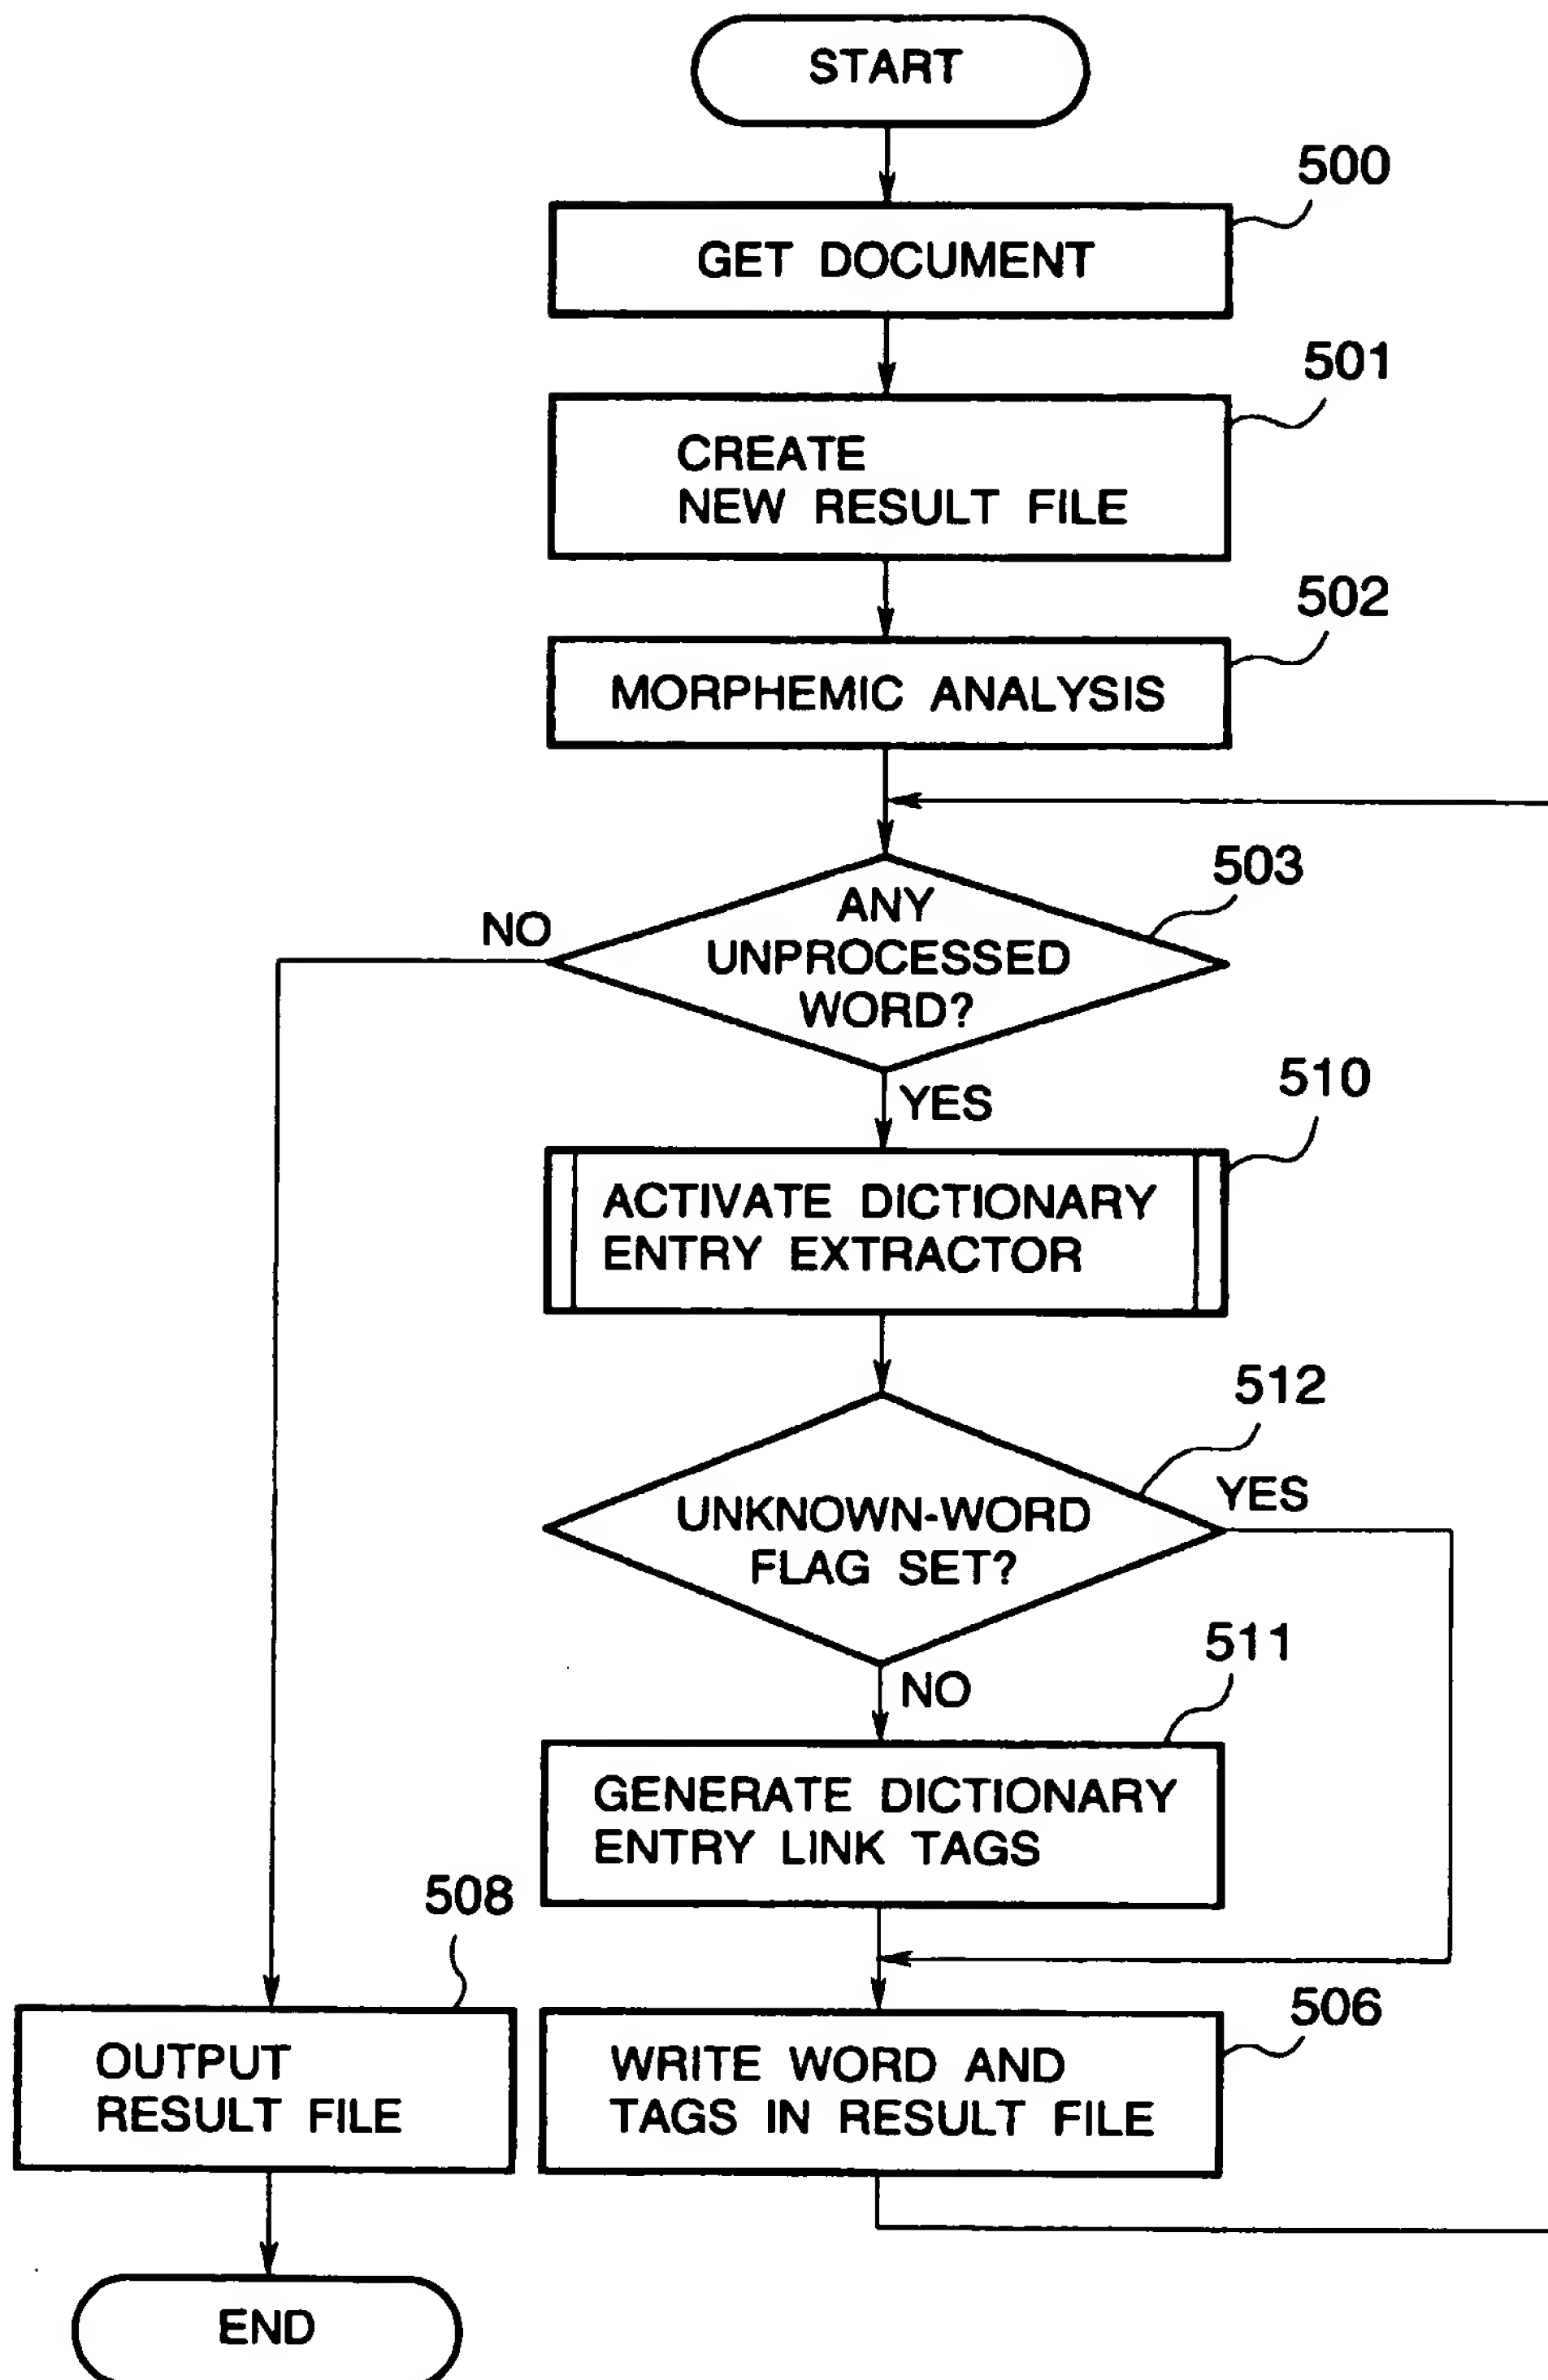 START
500
GET DOCUMENT
501
CREATE
NEW RESULT FILE
502
MORPHEMIC ANALYSIS
503
NO
ANY
UNPROCESSED
WORD?
YES
510
ACTIVATE DICTIONARY
ENTRY EXTRACTOR
512
YES
UNKNOWN-WORD
FLAG SET?
511
NO
GENERATE DICTIONARY
ENTRY LINK TAGS
508
506
OUTPUT
RESULT FILE
WRITE WORD AND
TAGS IN RESULT FILE
END